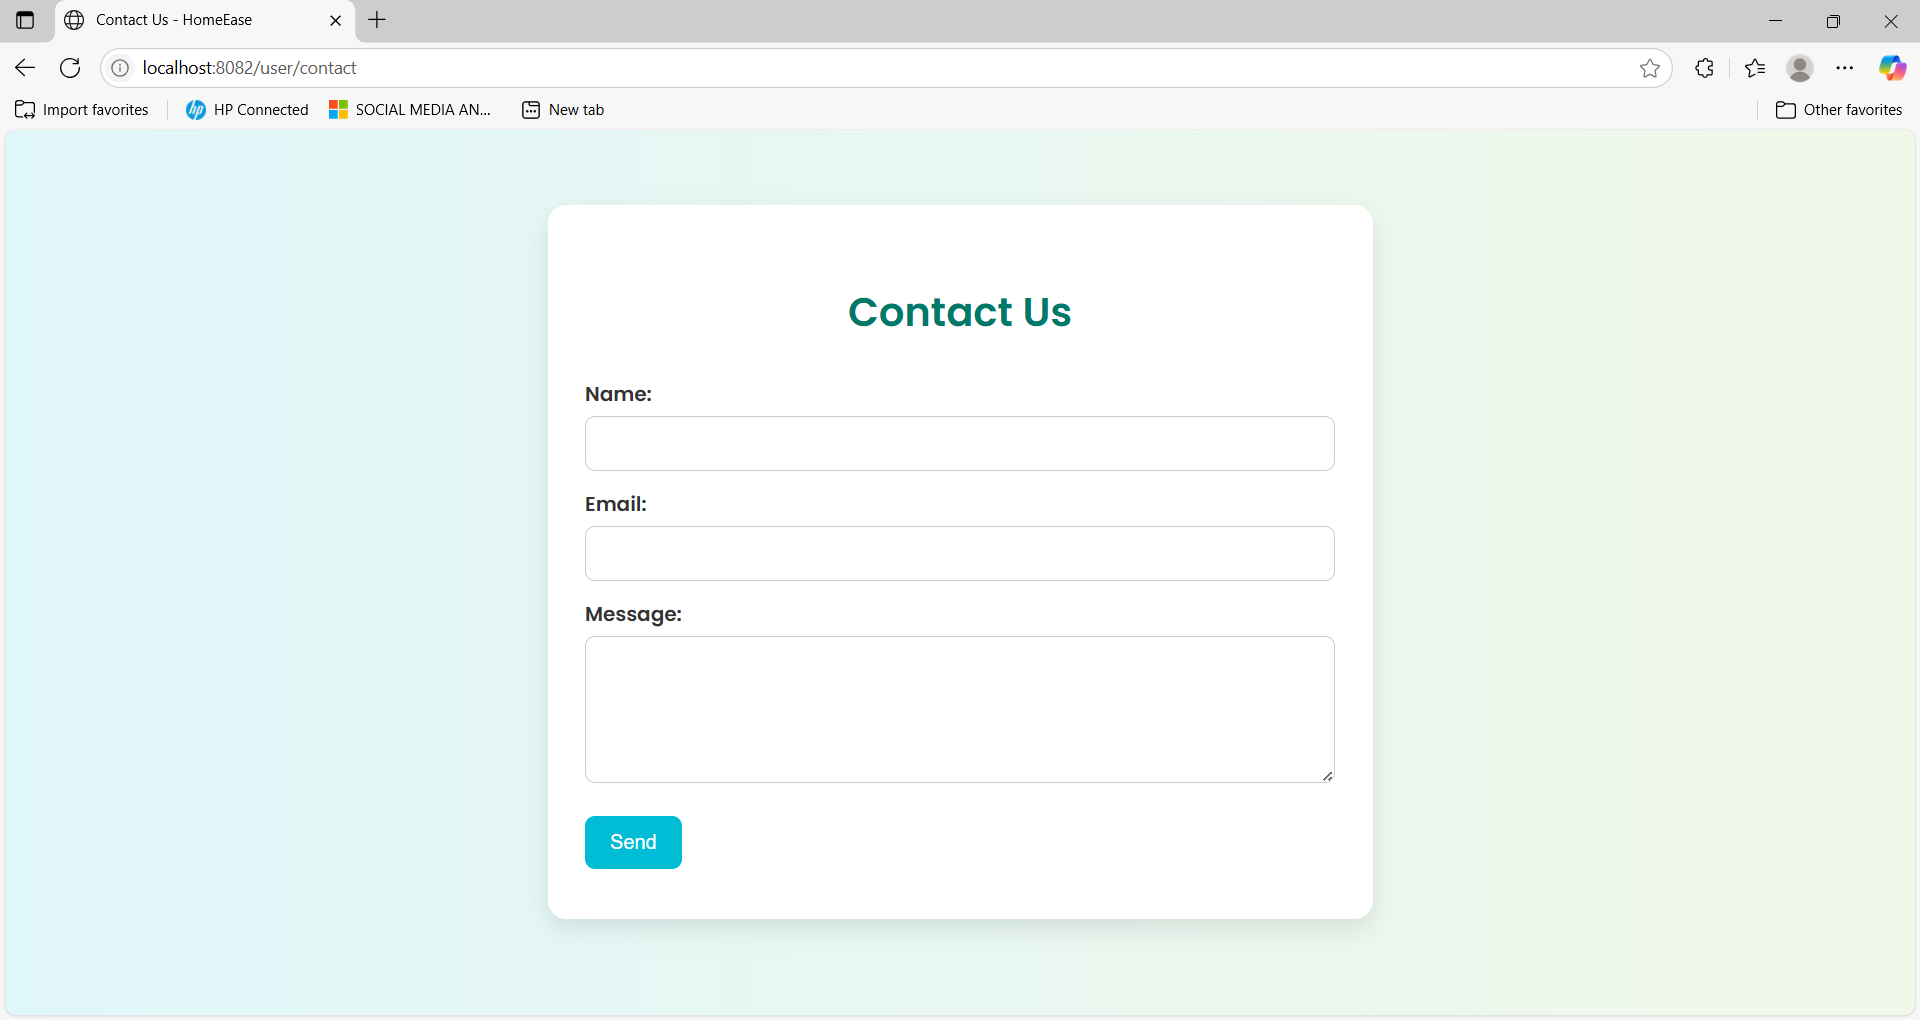 Contact Us - HomeEase
localhost:8082/user/contact
Import favorites HP Connected SOCIAL MEDIA AN... New tab Other favorites
Contact Us
Name:
Email:
Message:
Send